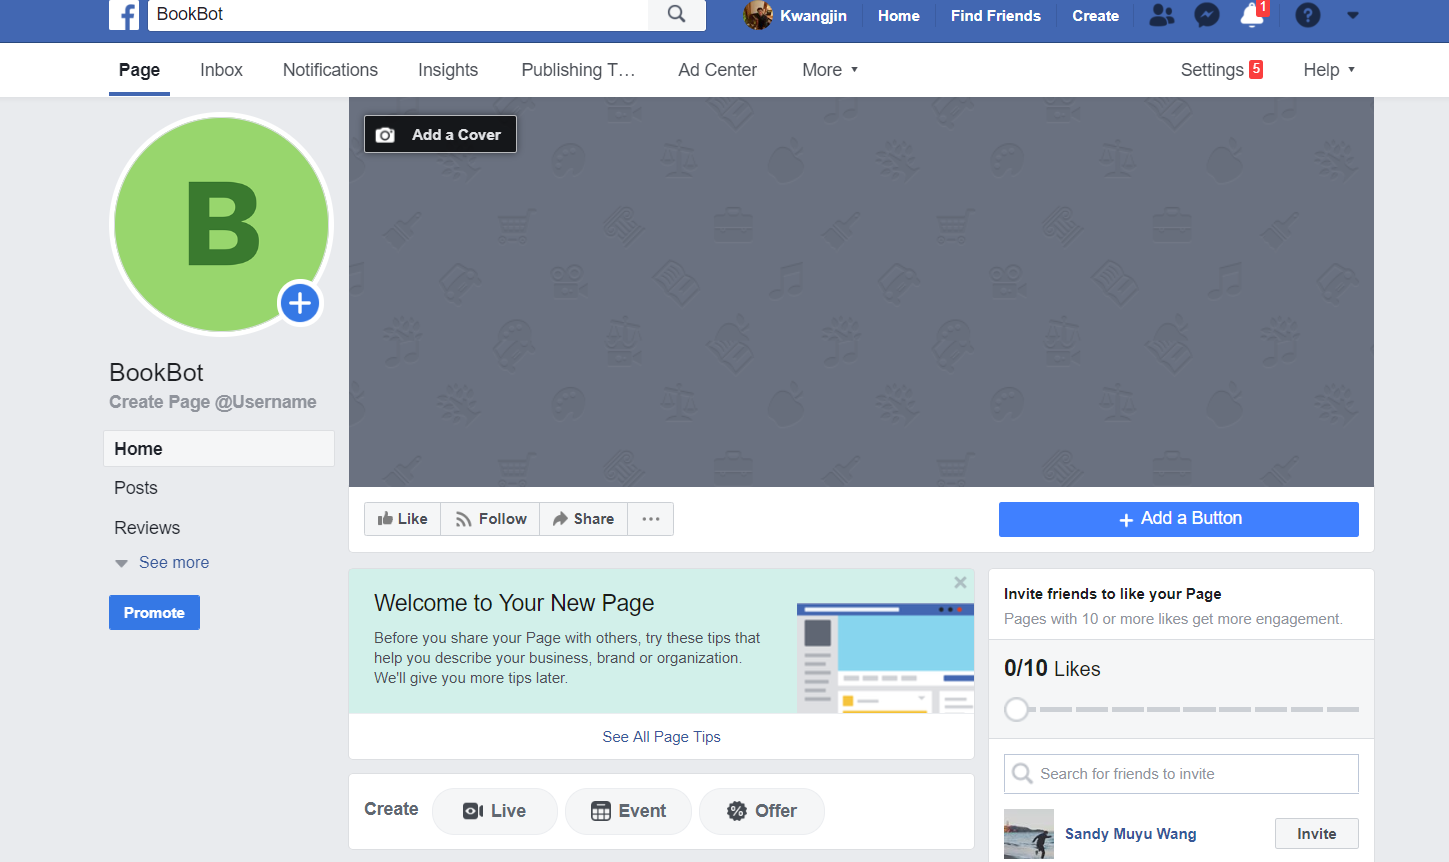 f
BookBot
Kwangjin
Home
Find Friends
Create
1
?
Page
Inbox
Notifications
Insights
Publishing T…
Ad Center
More
Settings 5
Help
B
Add a Cover
BookBot
Create Page @Username
Home
Posts
Reviews
See more
Promote
Like
Follow
Share
...
+ Add a Button
Welcome to Your New Page
Before you share your Page with others, try these tips that
help you describe your business, brand or organization.
We'll give you more tips later.
See All Page Tips
Create
Live
Event
Offer
Invite friends to like your Page
Pages with 10 or more likes get more engagement.
0/10 Likes
Search for friends to invite
Sandy Muyu Wang
Invite